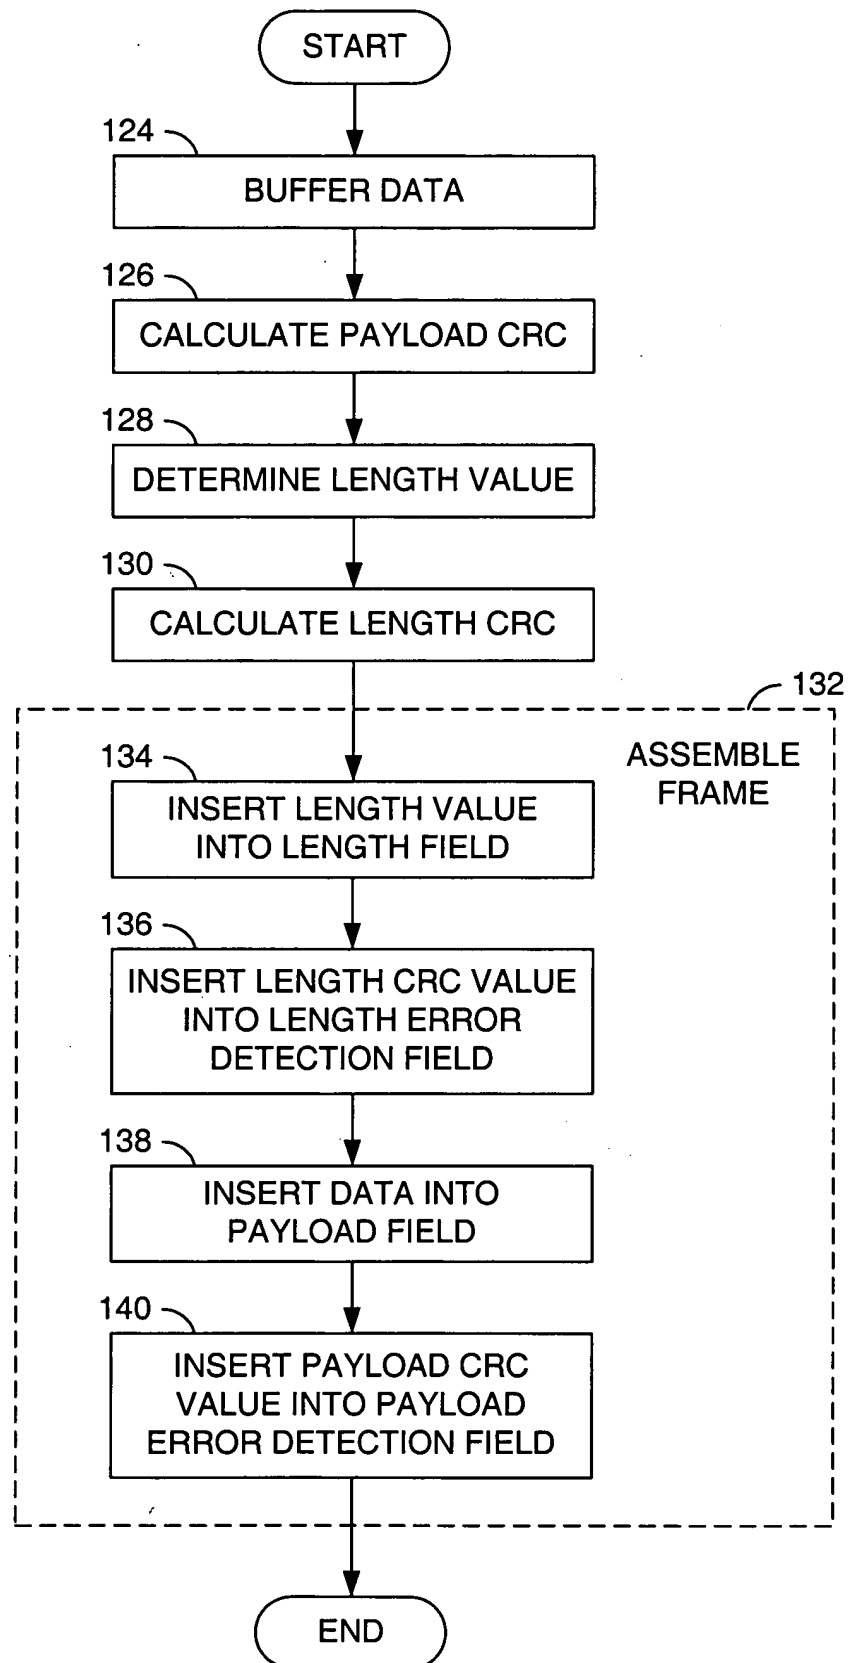 START
124
BUFFER DATA
126
CALCULATE PAYLOAD CRC
128
DETERMINE LENGTH VALUE
130
CALCULATE LENGTH CRC
132
ASSEMBLE
FRAME
134
INSERT LENGTH VALUE
INTO LENGTH FIELD
136
INSERT LENGTH CRC VALUE
INTO LENGTH ERROR
DETECTION FIELD
138
INSERT DATA INTO
PAYLOAD FIELD
140
INSERT PAYLOAD CRC
VALUE INTO PAYLOAD
ERROR DETECTION FIELD
END